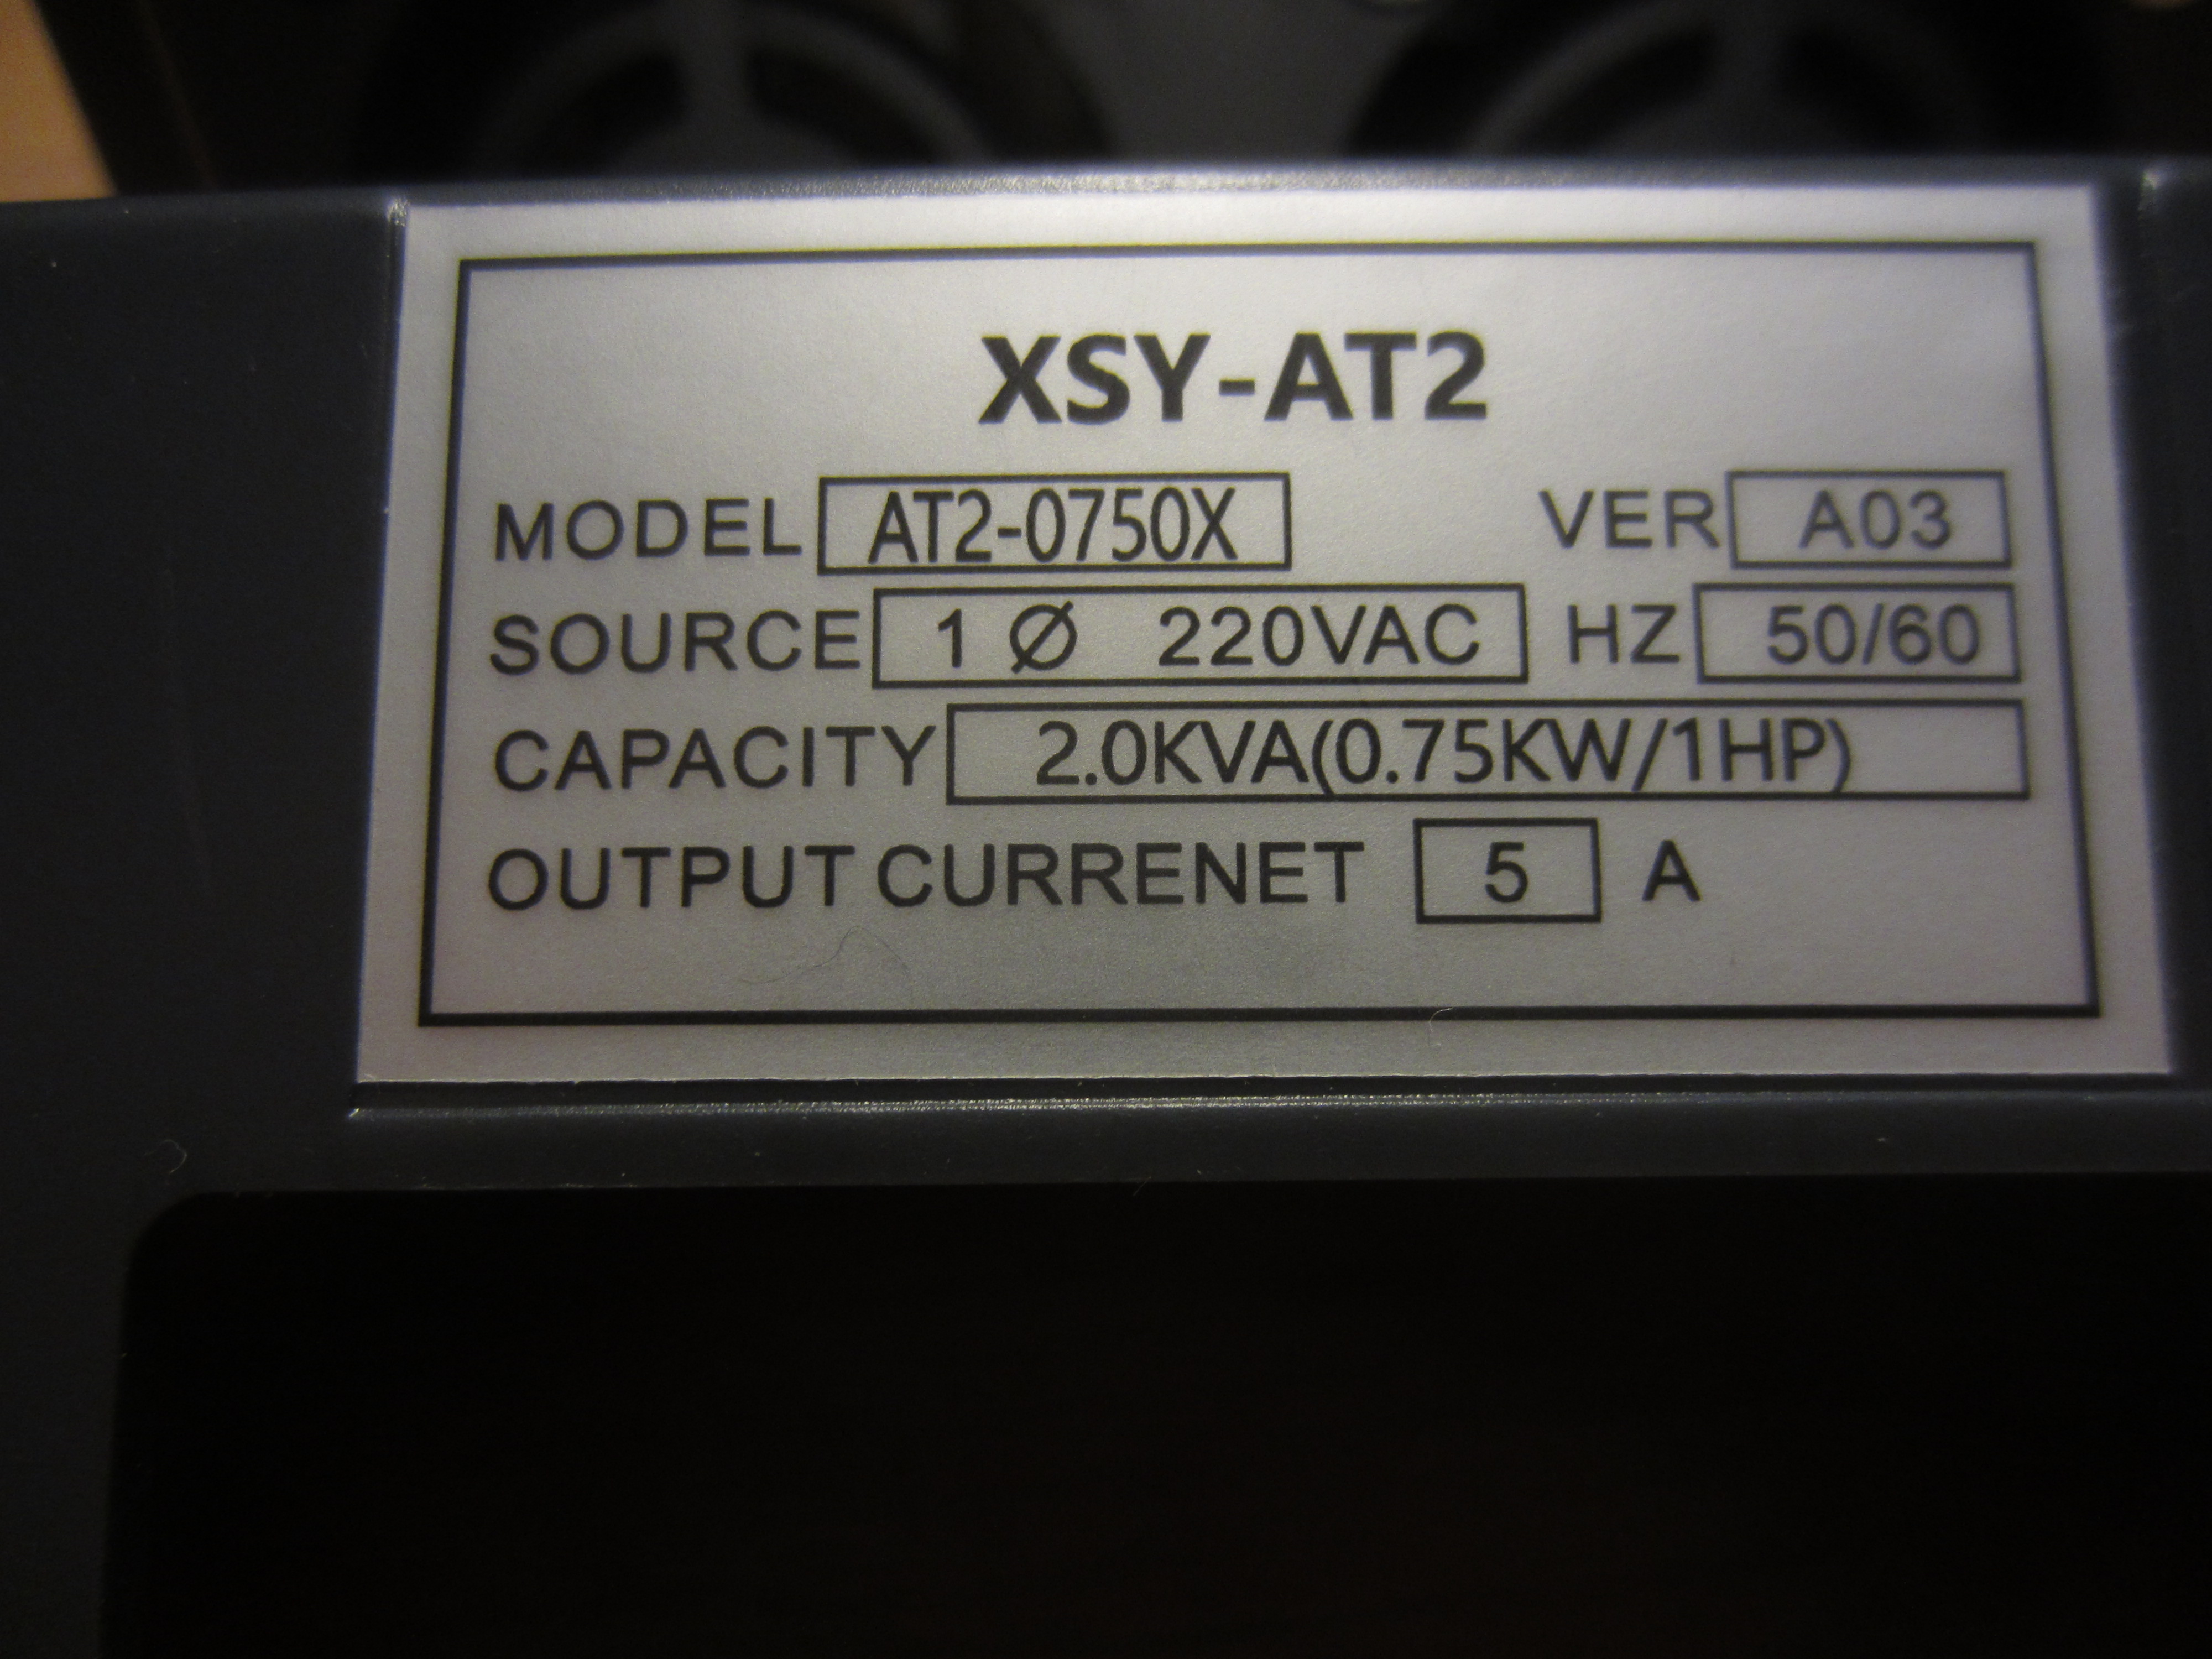 XSY-AT2
MODEL AT2-0750X VER A03
SOURCE 1 Ø 220VAC HZ 50/60
CAPACITY 2.0KVA(0.75KW/1HP)
OUTPUT CURRENET 5 A